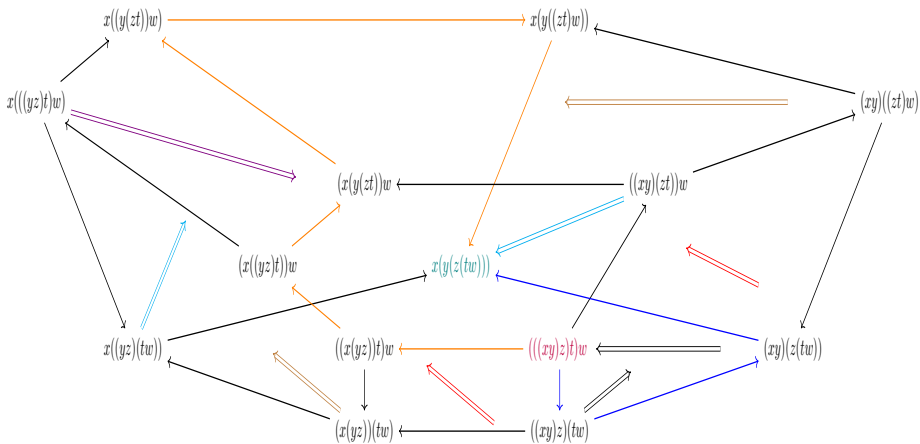 x((y(zt))w) x(y((zt)w))
x(((yz)t)w) (xy)((zt)w)
(x(y(zt))w ((xy)(zt))w
(x((yz)t))w x(y(z(tw)))
x((yz)(tw)) ((x(yz))t)w (((xy)z)t)w (xy)(z(tw))
(x(yz))(tw) ((xy)z)(tw)